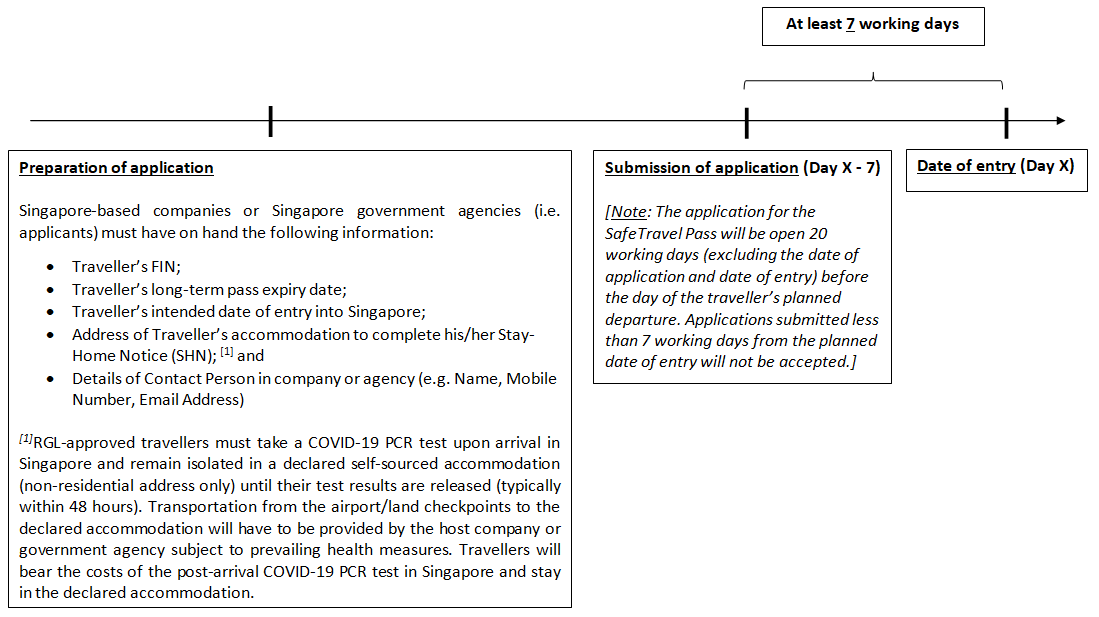 At least 7 working days
Preparation of application
Singapore-based companies or Singapore government agencies (i.e.
applicants) must have on hand the following information:
• Traveller's FIN;
• Traveller's long-term pass expiry date;
• Traveller's intended date of entry into Singapore;
• Address of Traveller's accommodation to complete his/her Stay-
Home Notice (SHN); [1] and
• Details of Contact Person in company or agency (e.g. Name, Mobile
Number, Email Address)
[1]RGL-approved travellers must take a COVID-19 PCR test upon arrival in
Singapore and remain isolated in a declared self-sourced accommodation
(non-residential address only) until their test results are released (typically
within 48 hours). Transportation from the airport/land checkpoints to the
declared accommodation will have to be provided by the host company or
government agency subject to prevailing health measures. Travellers will
bear the costs of the post-arrival COVID-19 PCR test in Singapore and stay
in the declared accommodation.
Submission of application (Day X - 7)
[Note: The application for the
SafeTravel Pass will be open 20
working days (excluding the date of
application and date of entry) before
the day of the traveller's planned
departure. Applications submitted less
than 7 working days from the planned
date of entry will not be accepted.]
Date of entry (Day X)